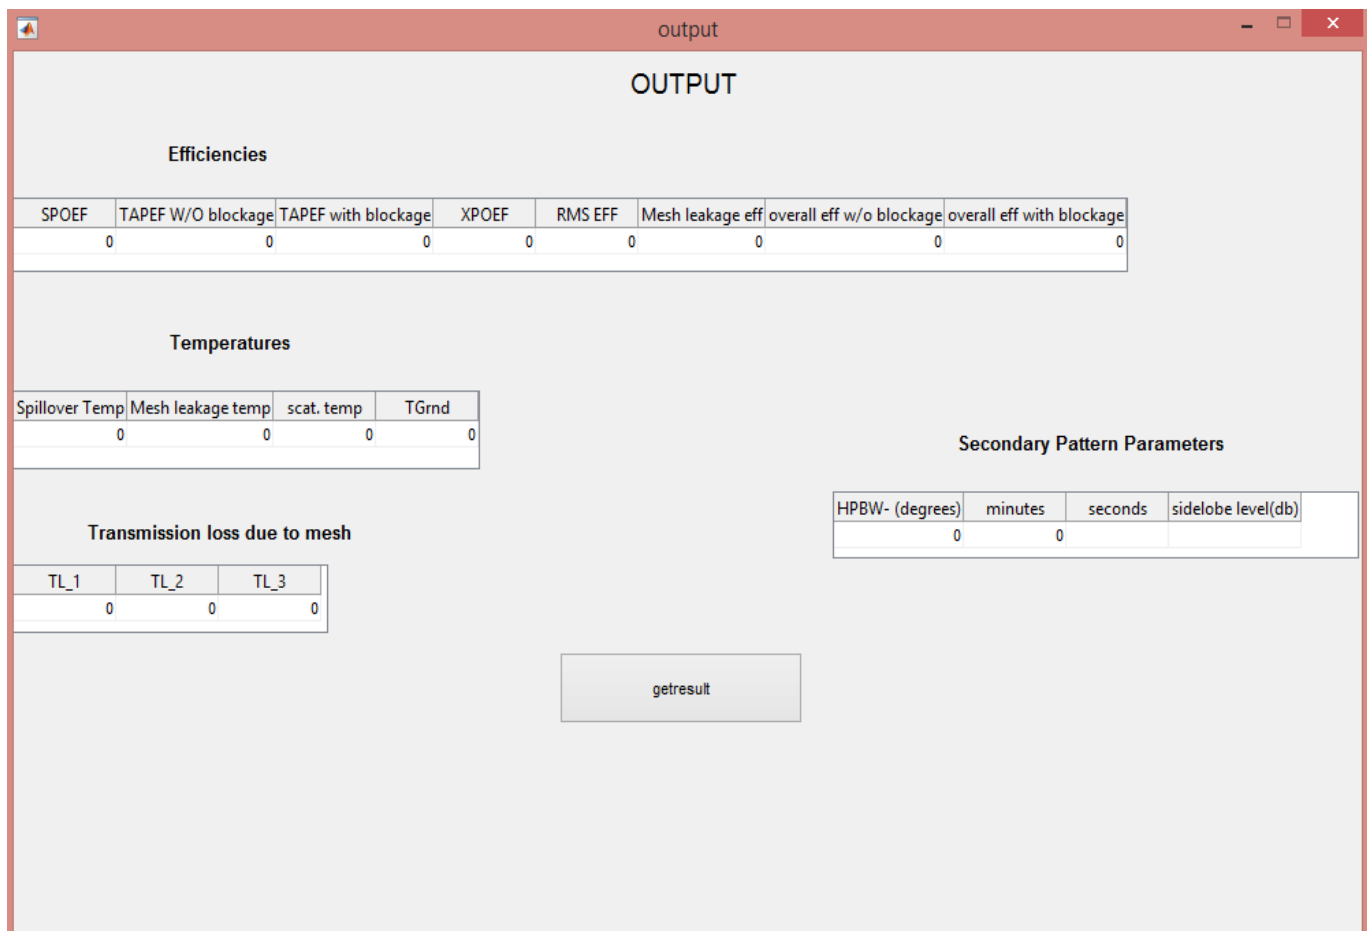 output
OUTPUT
Efficiencies
SPOEF TAPEF W/O blockage TAPEF with blockage XPOEF RMS EFF Mesh leakage eff overall eff w/o blockage overall eff with blockage
0 0 0 0 0 0 0 0
Temperatures
Spillover Temp Mesh leakage temp scat. temp TGrnd
0 0 0 0
Secondary Pattern Parameters
HPBW- (degrees) minutes seconds sidelobe level(db)
0 0
Transmission loss due to mesh
TL_1 TL_2 TL_3
0 0 0
getresult